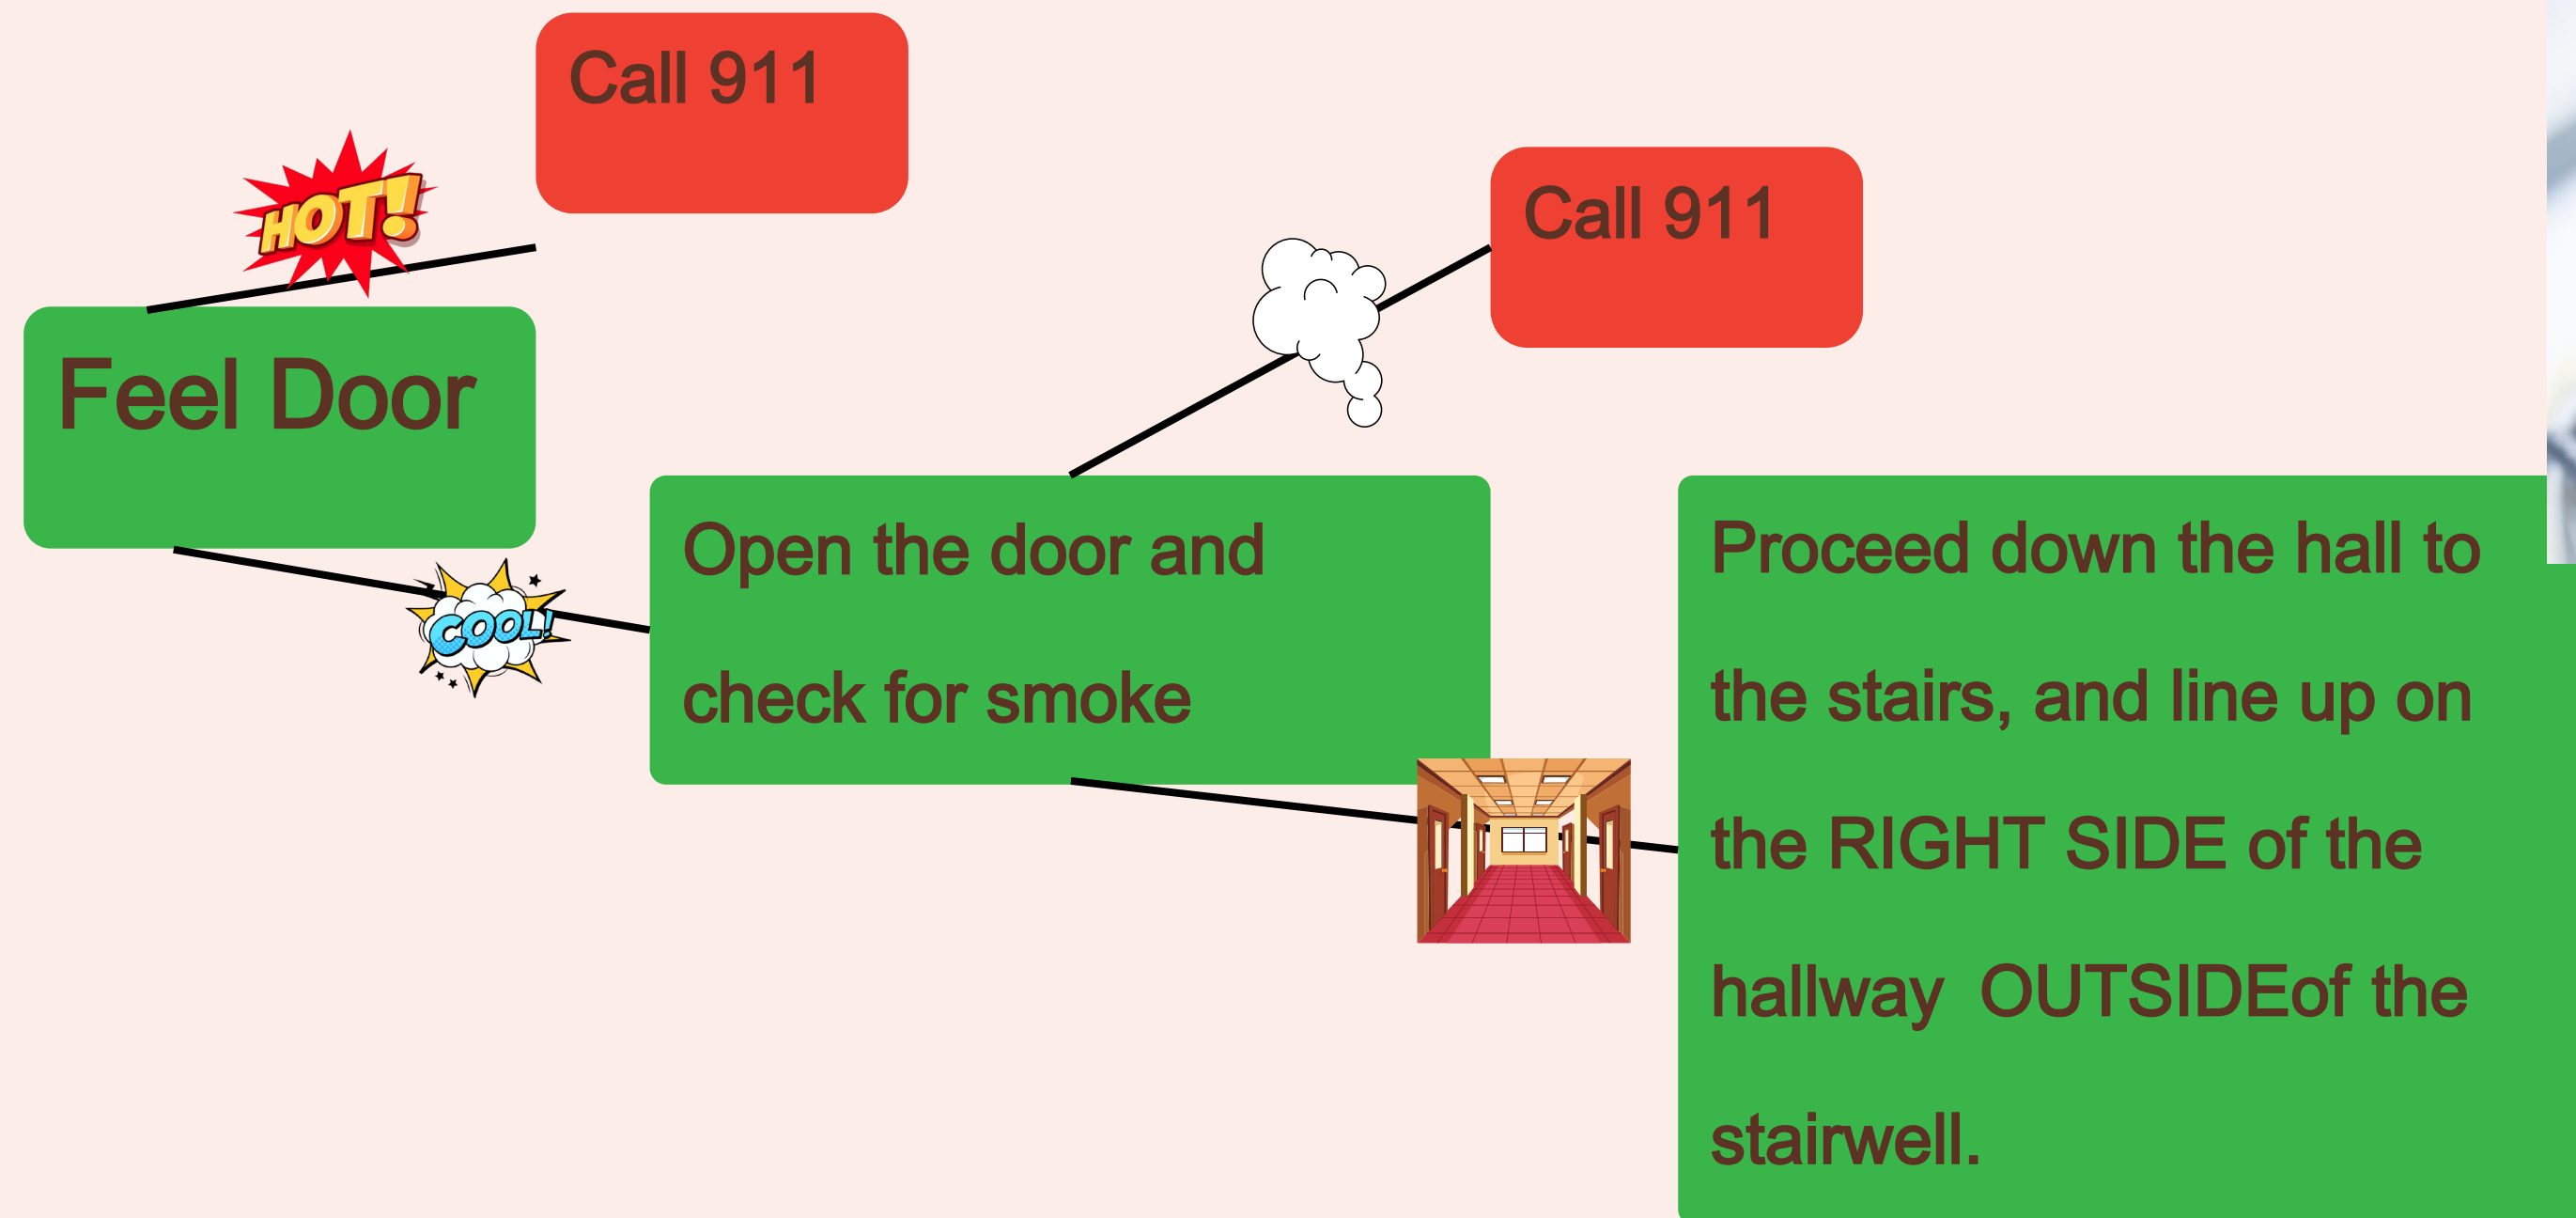 Call 911
HOT!
Call 911
Feel Door
COOL!
Open the door and
check for smoke
Proceed down the hall to
the stairs, and line up on
the RIGHT SIDE of the
hallway  OUTSIDEof the
stairwell.